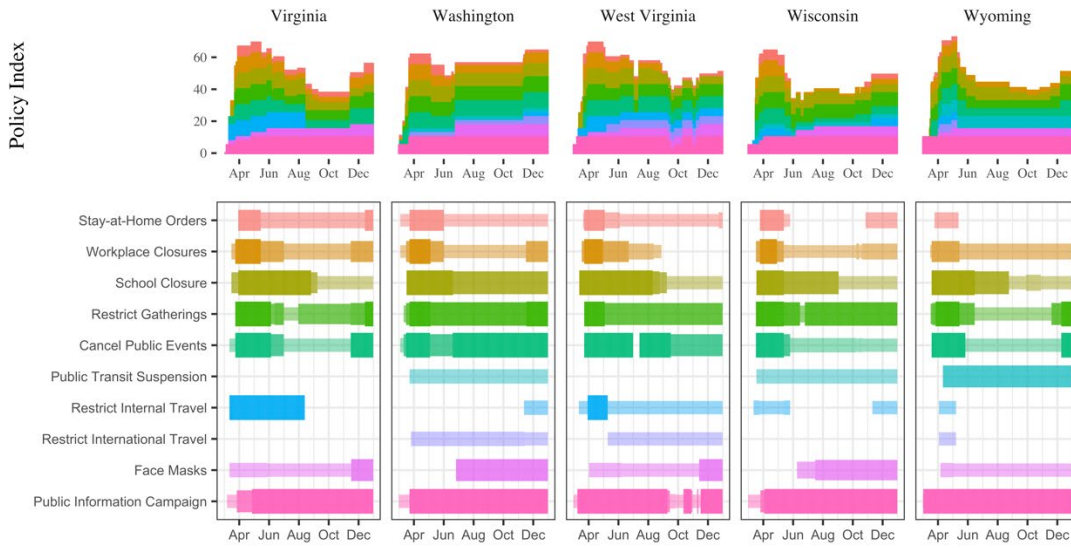 Virginia Washington West Virginia Wisconsin Wyoming
Policy Index
60
40
20
0
Apr Jun Aug Oct Dec Apr Jun Aug Oct Dec Apr Jun Aug Oct Dec Apr Jun Aug Oct Dec Apr Jun Aug Oct Dec
Stay-at-Home Orders
Workplace Closures
School Closure
Restrict Gatherings
Cancel Public Events
Public Transit Suspension
Restrict Internal Travel
Restrict International Travel
Face Masks
Public Information Campaign
Apr Jun Aug Oct Dec Apr Jun Aug Oct Dec Apr Jun Aug Oct Dec Apr Jun Aug Oct Dec Apr Jun Aug Oct Dec